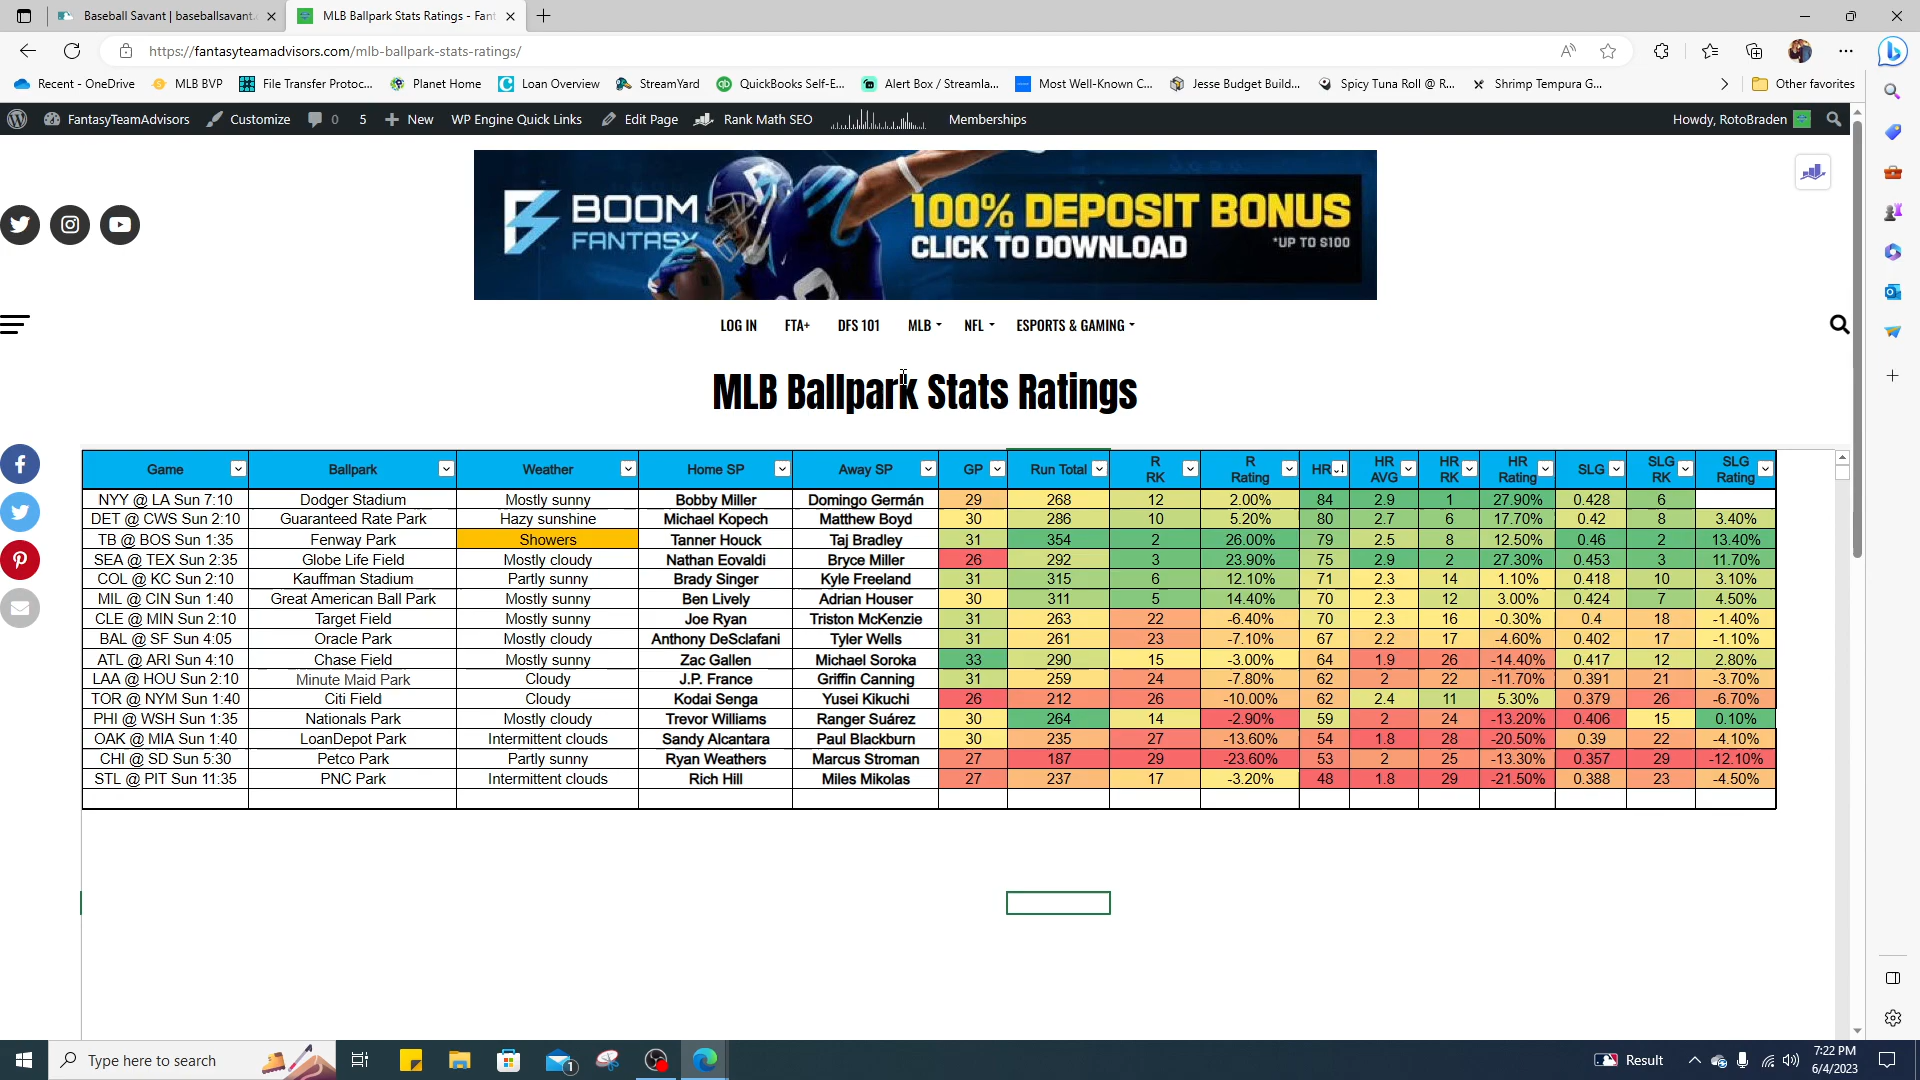 Baseball Savant | baseballsavant.
MLB Ballpark Stats Ratings - Fant
https://fantasyteamadvisors.com/mlb-ballpark-stats-ratings/
Recent - OneDrive MLB BVP File Transfer Protoc... Planet Home Loan Overview StreamYard QuickBooks Self-E... Alert Box / Streamla... Most Well-Known C... Jesse Budget Build... Spicy Tuna Roll @ R... Shrimp Tempura G... Other favorites
FantasyTeamAdvisors Customize 0 5 New WP Engine Quick Links Edit Page Rank Math SEO Memberships Howdy, RotoBraden
BOOM FANTASY
100% DEPOSIT BONUS
CLICK TO DOWNLOAD *UP TO $100
LOG IN FTA+ DFS 101 MLB NFL ESPORTS & GAMING
MLB Ballpark Stats Ratings
Game Ballpark Weather Home SP Away SP GP Run Total R RK R Rating HR HR AVG HR RK HR Rating SLG SLG RK SLG Rating
NYY @ LA Sun 7:10 Dodger Stadium Mostly sunny Bobby Miller Domingo Germán 29 268 12 2.00% 84 2.9 1 27.90% 0.428 6
DET @ CWS Sun 2:10 Guaranteed Rate Park Hazy sunshine Michael Kopech Matthew Boyd 30 286 10 5.20% 80 2.7 6 17.70% 0.42 8 3.40%
TB @ BOS Sun 1:35 Fenway Park Showers Tanner Houck Taj Bradley 31 354 2 26.00% 79 2.5 8 12.50% 0.46 2 13.40%
SEA @ TEX Sun 2:35 Globe Life Field Mostly cloudy Nathan Eovaldi Bryce Miller 26 292 3 23.90% 75 2.9 2 27.30% 0.453 3 11.70%
COL @ KC Sun 2:10 Kauffman Stadium Partly sunny Brady Singer Kyle Freeland 31 315 6 12.10% 71 2.3 14 1.10% 0.418 10 3.10%
MIL @ CIN Sun 1:40 Great American Ball Park Mostly sunny Ben Lively Adrian Houser 30 311 5 14.40% 70 2.3 12 3.00% 0.424 7 4.50%
CLE @ MIN Sun 2:10 Target Field Mostly sunny Joe Ryan Triston McKenzie 31 263 22 -6.40% 70 2.3 16 -0.30% 0.4 18 -1.40%
BAL @ SF Sun 4:05 Oracle Park Mostly cloudy Anthony DeSclafani Tyler Wells 31 261 23 -7.10% 67 2.2 17 -4.60% 0.402 17 -1.10%
ATL @ ARI Sun 4:10 Chase Field Mostly sunny Zac Gallen Michael Soroka 33 290 15 -3.00% 64 1.9 26 -14.40% 0.417 12 2.80%
LAA @ HOU Sun 2:10 Minute Maid Park Cloudy J.P. France Griffin Canning 31 259 24 -7.80% 62 2 22 -11.70% 0.391 21 -3.70%
TOR @ NYM Sun 1:40 Citi Field Cloudy Kodai Senga Yusei Kikuchi 26 212 26 -10.00% 62 2.4 11 5.30% 0.379 26 -6.70%
PHI @ WSH Sun 1:35 Nationals Park Mostly cloudy Trevor Williams Ranger Suárez 30 264 14 -2.90% 59 2 24 -13.20% 0.406 15 0.10%
OAK @ MIA Sun 1:40 LoanDepot Park Intermittent clouds Sandy Alcantara Paul Blackburn 30 235 27 -13.60% 54 1.8 28 -20.50% 0.39 22 -4.10%
CHI @ SD Sun 5:30 Petco Park Partly sunny Ryan Weathers Marcus Stroman 27 187 29 -23.60% 53 2 25 -13.30% 0.357 29 -12.10%
STL @ PIT Sun 11:35 PNC Park Intermittent clouds Rich Hill Miles Mikolas 27 237 17 -3.20% 48 1.8 29 -21.50% 0.388 23 -4.50%
Type here to search 1 Result 7:22 PM
6/4/2023